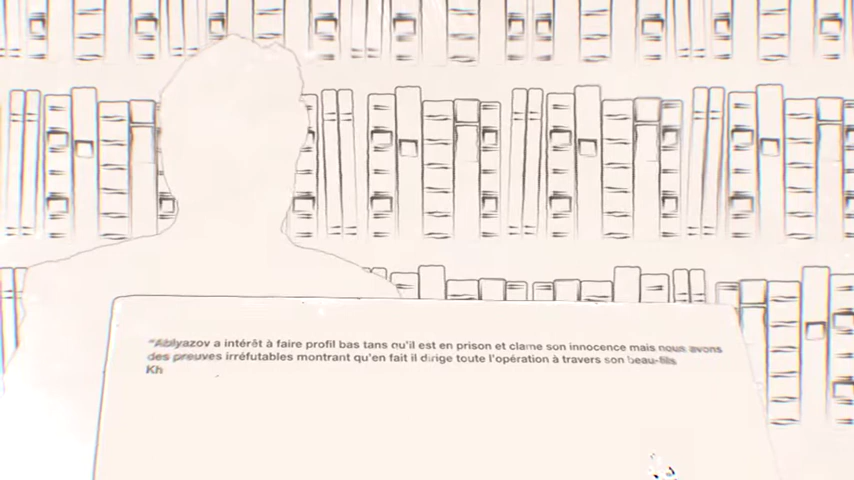 "Ablyazov a intérêt à faire profil bas tans qu'il est en prison et clame son innocence mais nous avons
des preuves irréfutables montrant qu'en fait il dirige toute l'opération à travers son beau-fils
Kh